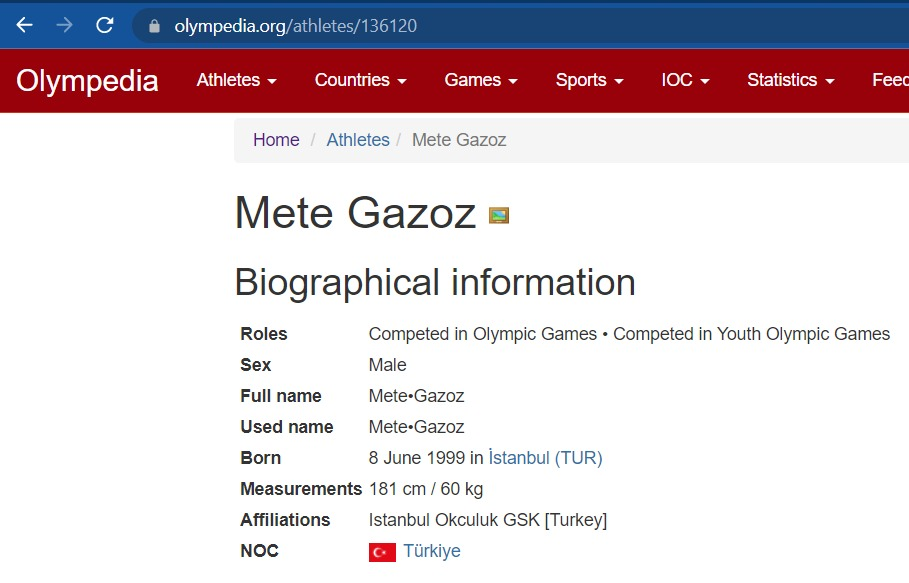 olympedia.org/athletes/136120
Olympedia Athletes Countries Games Sports IOC Statistics Feed
Home / Athletes / Mete Gazoz
Mete Gazoz
Biographical information
Roles Competed in Olympic Games • Competed in Youth Olympic Games
Sex Male
Full name Mete•Gazoz
Used name Mete•Gazoz
Born 8 June 1999 in İstanbul (TUR)
Measurements 181 cm / 60 kg
Affiliations Istanbul Okculuk GSK [Turkey]
NOC Türkiye